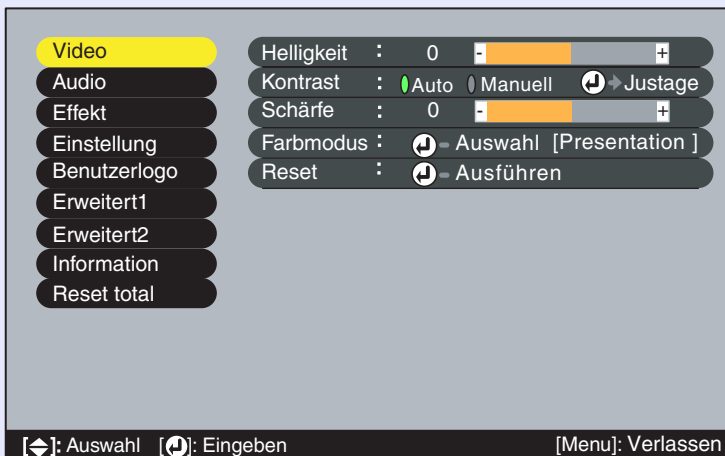 Video
Audio
Effekt
Einstellung
Benutzerlogo
Erweitert1
Erweitert2
Information
Reset total
Helligkeit : 0 - +
Kontrast : Auto Manuell Justage
Schärfe : 0 - +
Farbmodus : Auswahl [Presentation ]
Reset : Ausführen
[ ]: Auswahl [ ]: Eingeben [Menu]: Verlassen